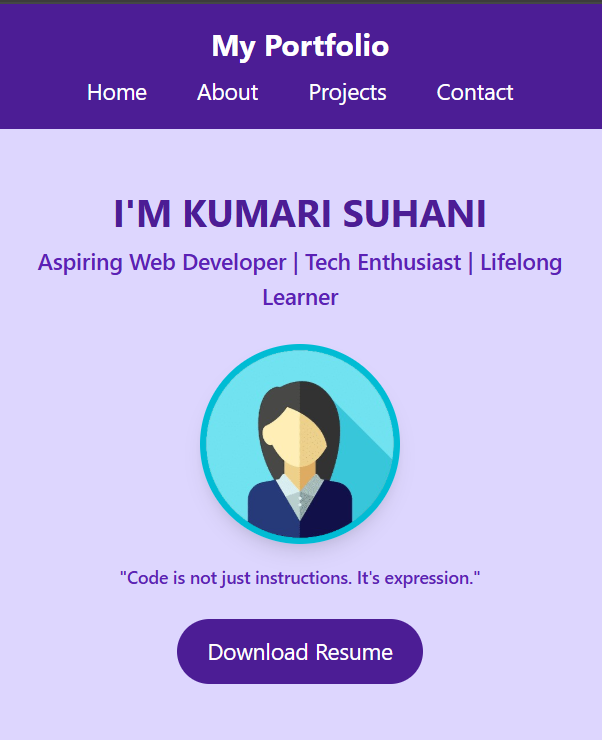 My Portfolio
Home About Projects Contact
I'M KUMARI SUHANI
Aspiring Web Developer | Tech Enthusiast | Lifelong
Learner
"Code is not just instructions. It's expression."
Download Resume